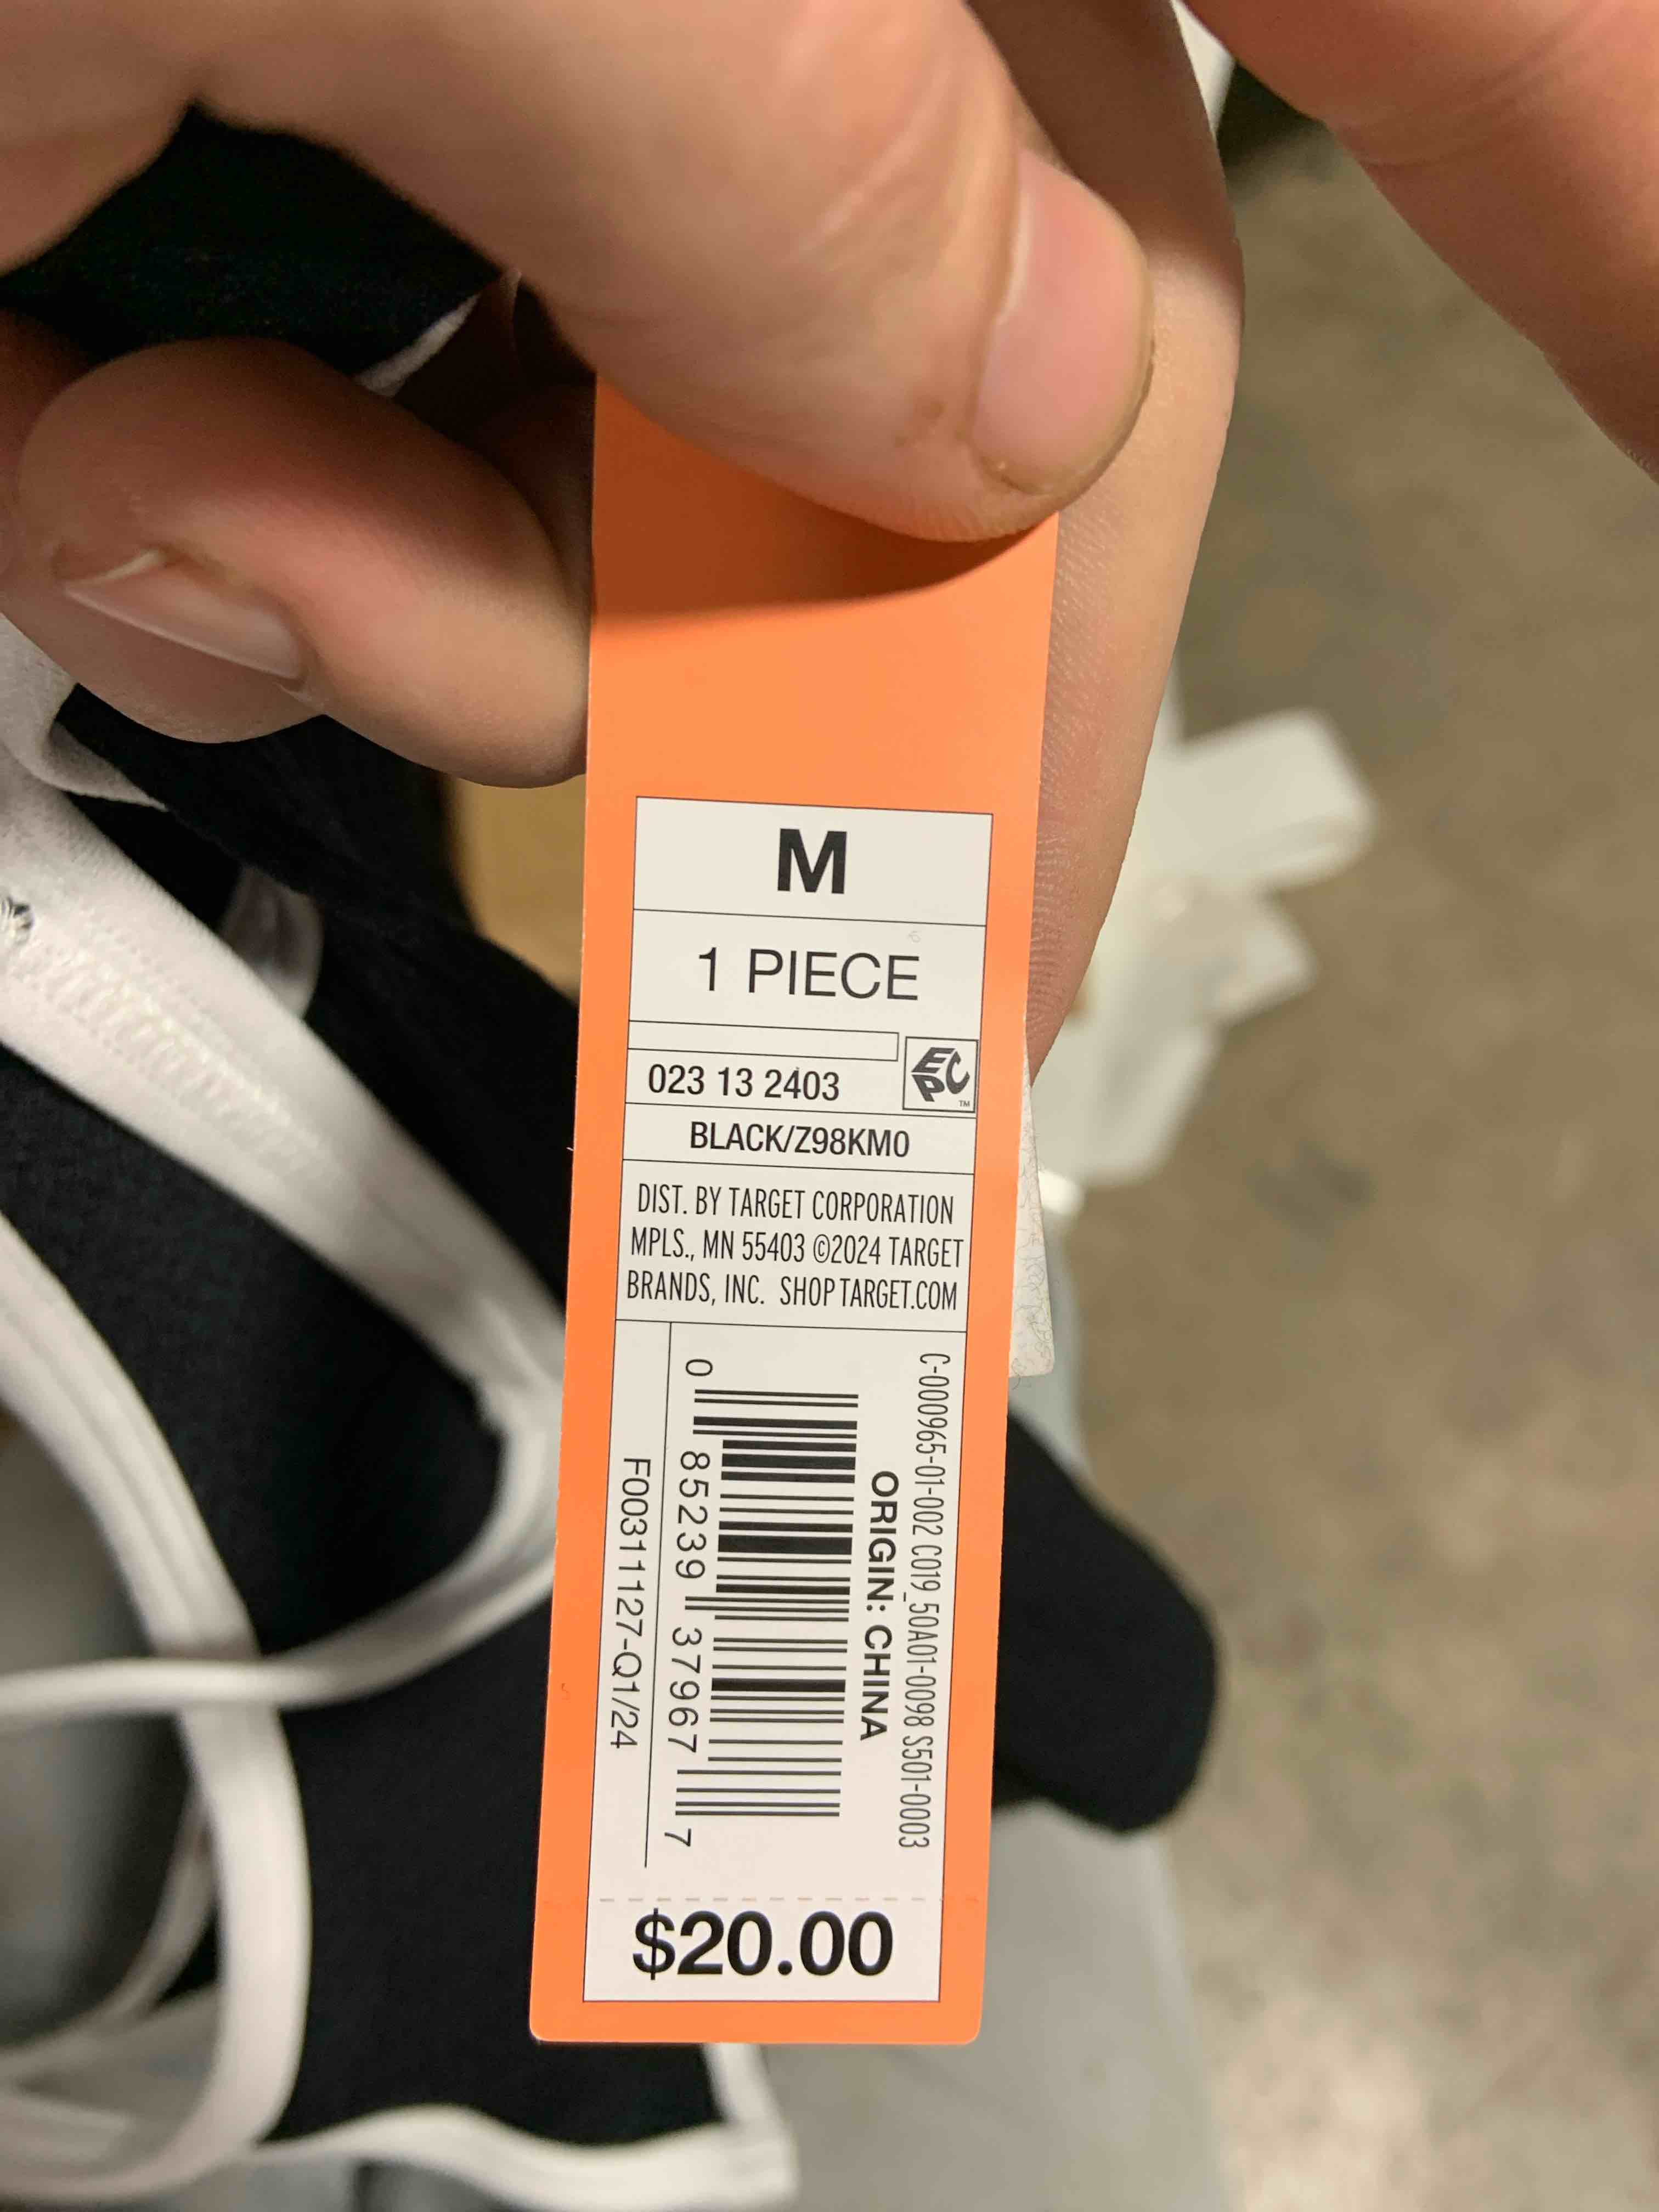 M
1 PIECE
023 13 2403
EPC
TM
BLACK/Z98KM0
DIST. BY TARGET CORPORATION
MPLS., MN 55403 ©2024 TARGET
BRANDS, INC. SHOP TARGET.COM
C-000965-01-002 C019_50A01-0098 S501-0003
ORIGIN: CHINA
0 85239 37967 7
F0031127-Q1/24
$20.00